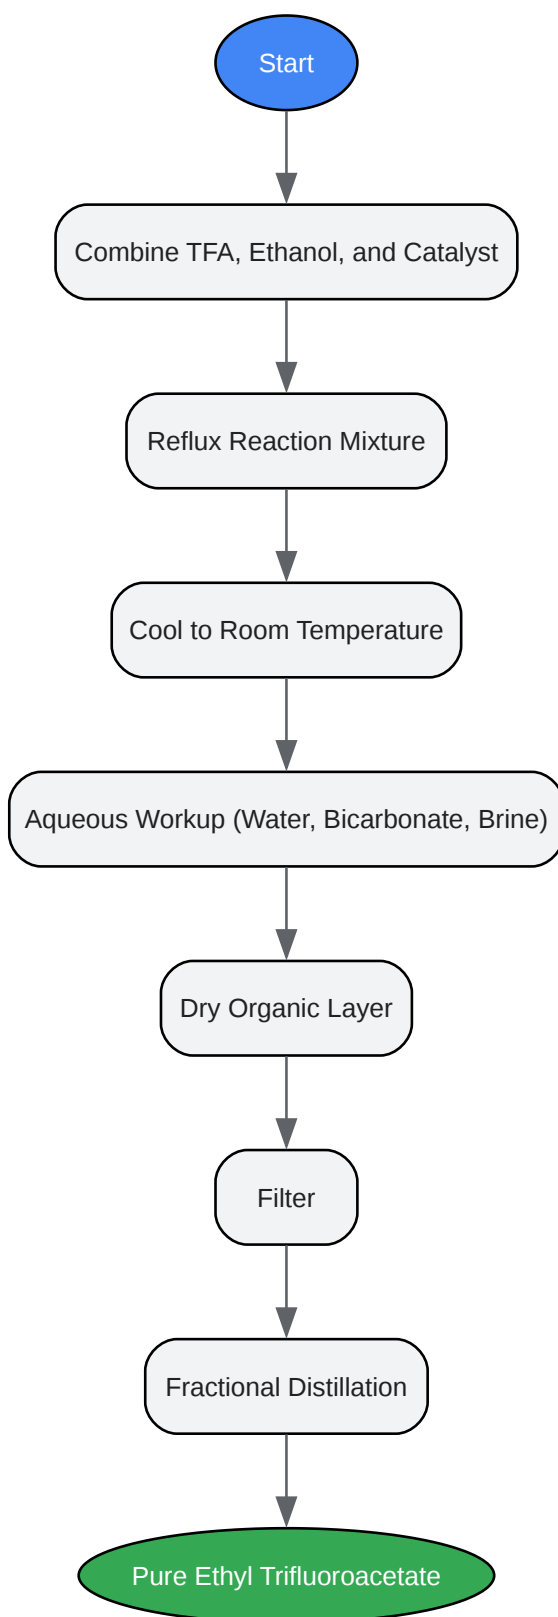 Start
Combine TFA, Ethanol, and Catalyst
Reflux Reaction Mixture
Cool to Room Temperature
Aqueous Workup (Water, Bicarbonate, Brine)
Dry Organic Layer
Filter
Fractional Distillation
Pure Ethyl Trifluoroacetate